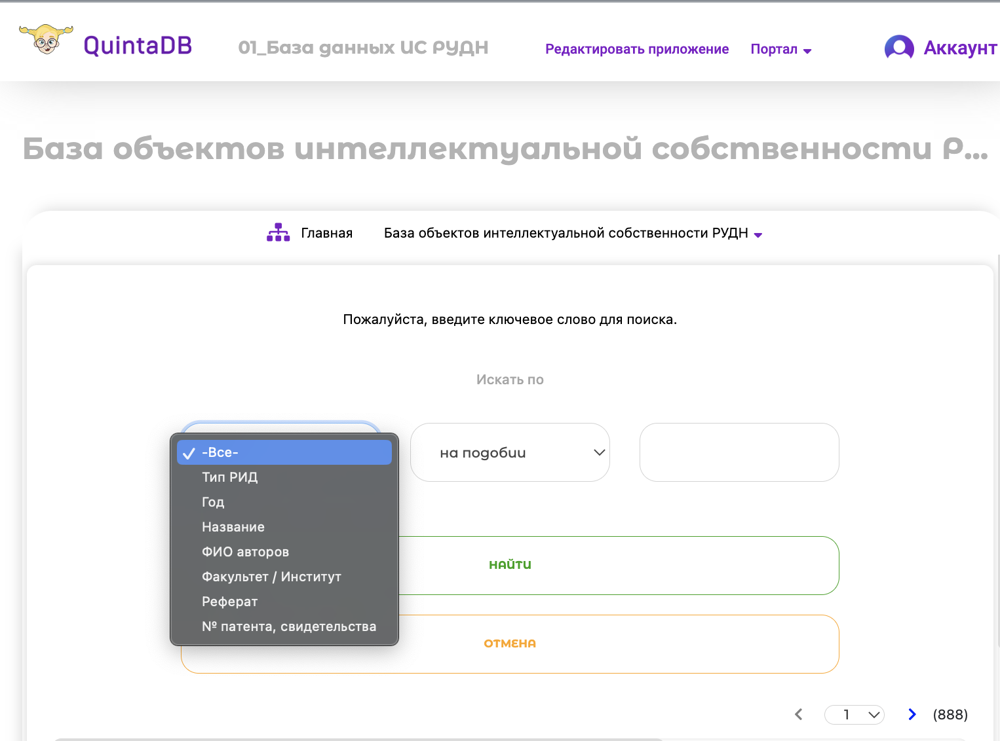 QuintaDB
01_База данных ИС РУДН
Редактировать приложение
Портал
Аккаунт
База объектов интеллектуальной собственности Р...
Главная
База объектов интеллектуальной собственности РУДН
Пожалуйста, введите ключевое слово для поиска.
Искать по
-Все-
Тип РИД
Год
Название
ФИО авторов
Факультет / Институт
Реферат
№ патента, свидетельства
на подобии
НАЙТИ
ОТМЕНА
1
(888)